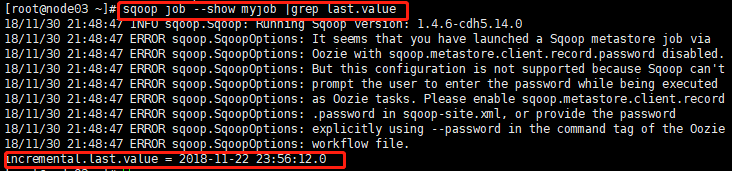 [root@node03 ~]# sqoop job --show myjob |grep last.value
18/11/30 21:48:47 INFO sqoop.Sqoop: Running Sqoop version: 1.4.6-cdh5.14.0
18/11/30 21:48:47 ERROR sqoop.SqoopOptions: It seems that you have launched a Sqoop metastore job via
18/11/30 21:48:47 ERROR sqoop.SqoopOptions: Oozie with sqoop.metastore.client.record.password disabled.
18/11/30 21:48:47 ERROR sqoop.SqoopOptions: But this configuration is not supported because Sqoop can't
18/11/30 21:48:47 ERROR sqoop.SqoopOptions: prompt the user to enter the password while being executed
18/11/30 21:48:47 ERROR sqoop.SqoopOptions: as Oozie tasks. Please enable sqoop.metastore.client.record
18/11/30 21:48:47 ERROR sqoop.SqoopOptions: .password in sqoop-site.xml, or provide the password
18/11/30 21:48:47 ERROR sqoop.SqoopOptions: explicitly using --password in the command tag of the Oozie
18/11/30 21:48:47 ERROR sqoop.SqoopOptions: workflow file.
incremental.last.value = 2018-11-22 23:56:12.0